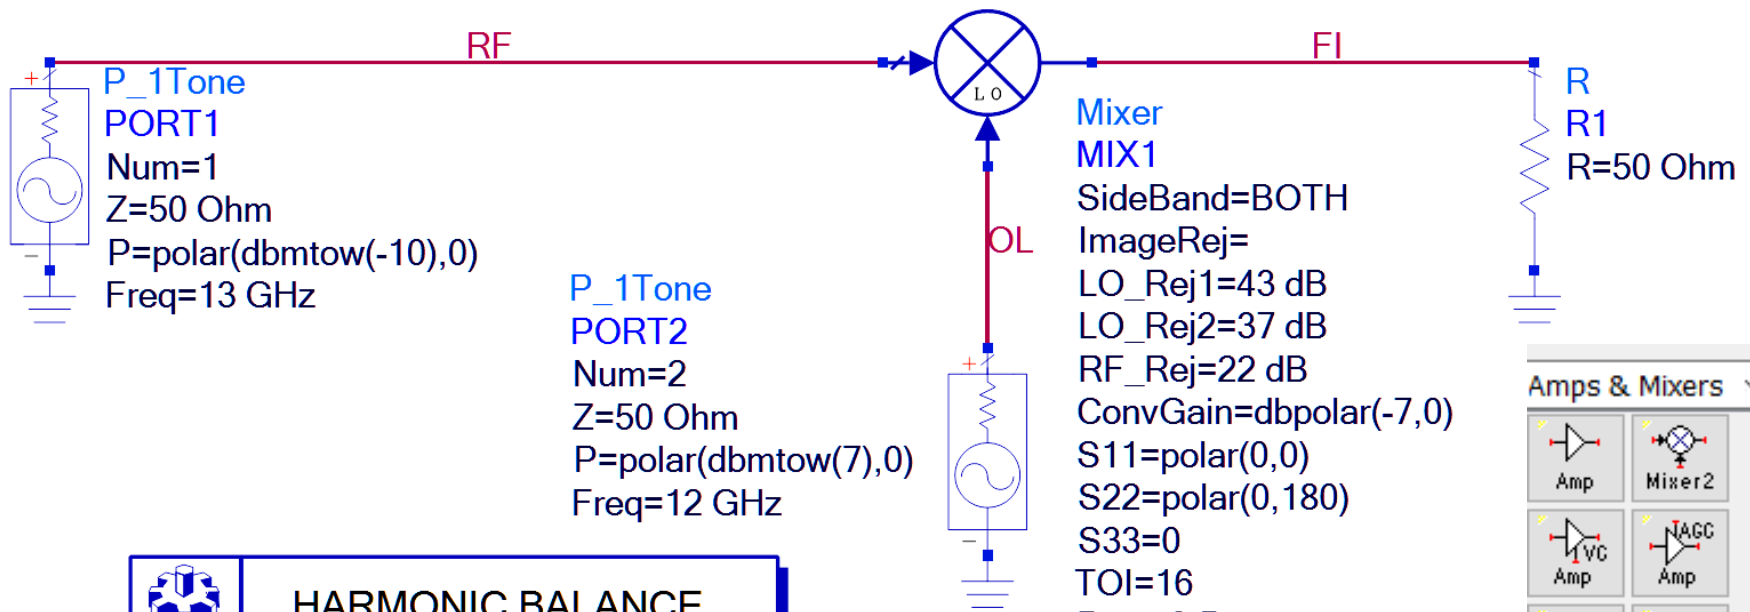 RF
FI
P_1Tone
PORT1
Num=1
Z=50 Ohm
P=polar(dbmtow(-10),0)
Freq=13 GHz
LO
OL
P_1Tone
PORT2
Num=2
Z=50 Ohm
P=polar(dbmtow(7),0)
Freq=12 GHz
Mixer
MIX1
SideBand=BOTH
ImageRej=
LO_Rej1=43 dB
LO_Rej2=37 dB
RF_Rej=22 dB
ConvGain=dbpolar(-7,0)
S11=polar(0,0)
S22=polar(0,180)
S33=0
TOI=16
R
R1
R=50 Ohm
Amps & Mixers
Amp
Mixer2
VC
Amp
AGC
Amp
HARMONIC BALANCE